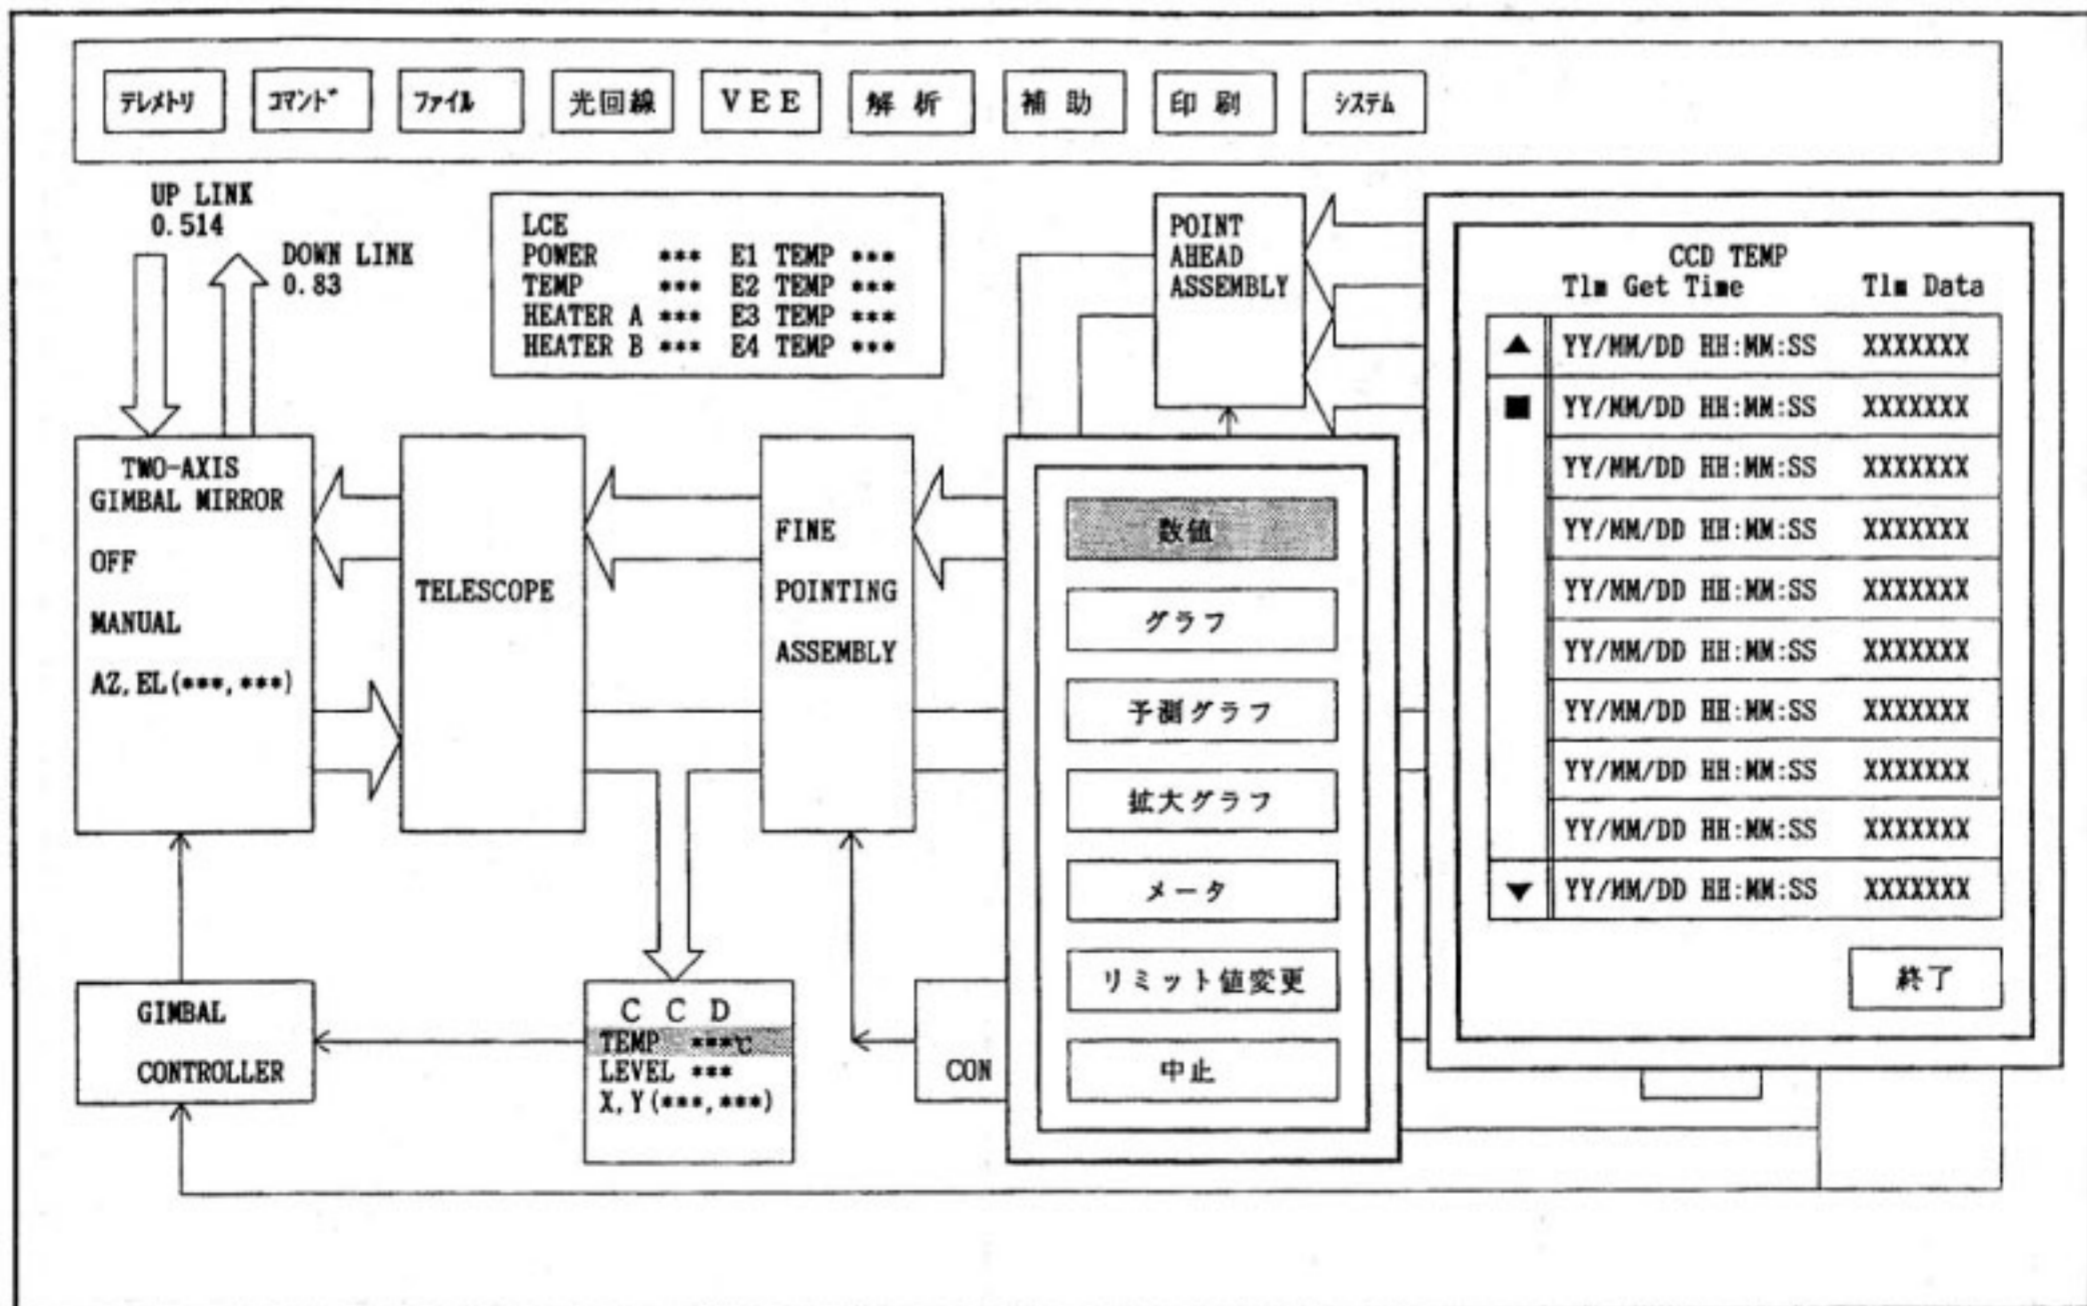 テレメトリ
コマンド
ファイル
光回線
VEE
解 析
補 助
印 刷
システム
UP LINK
0.514
DOWN LINK
0.83
LCE
POWER *** E1 TEMP ***
TEMP *** E2 TEMP ***
HEATER A *** E3 TEMP ***
HEATER B *** E4 TEMP ***
POINT
AHEAD
ASSEMBLY
CCD TEMP
Tlm Get Time Tlm Data
▲ YY/MM/DD HH:MM:SS XXXXXXX
■ YY/MM/DD HH:MM:SS XXXXXXX
YY/MM/DD HH:MM:SS XXXXXXX
YY/MM/DD HH:MM:SS XXXXXXX
YY/MM/DD HH:MM:SS XXXXXXX
YY/MM/DD HH:MM:SS XXXXXXX
YY/MM/DD HH:MM:SS XXXXXXX
YY/MM/DD HH:MM:SS XXXXXXX
YY/MM/DD HH:MM:SS XXXXXXX
▼ YY/MM/DD HH:MM:SS XXXXXXX
終了
TWO-AXIS
GIMBAL MIRROR
OFF
MANUAL
AZ,EL(***,***)
TELESCOPE
FINE
POINTING
ASSEMBLY
数値
グラフ
予測グラフ
拡大グラフ
メータ
リミット値変更
中止
GIMBAL
CONTROLLER
C C D
TEMP ***℃
LEVEL ***
X,Y(***,***)
CON